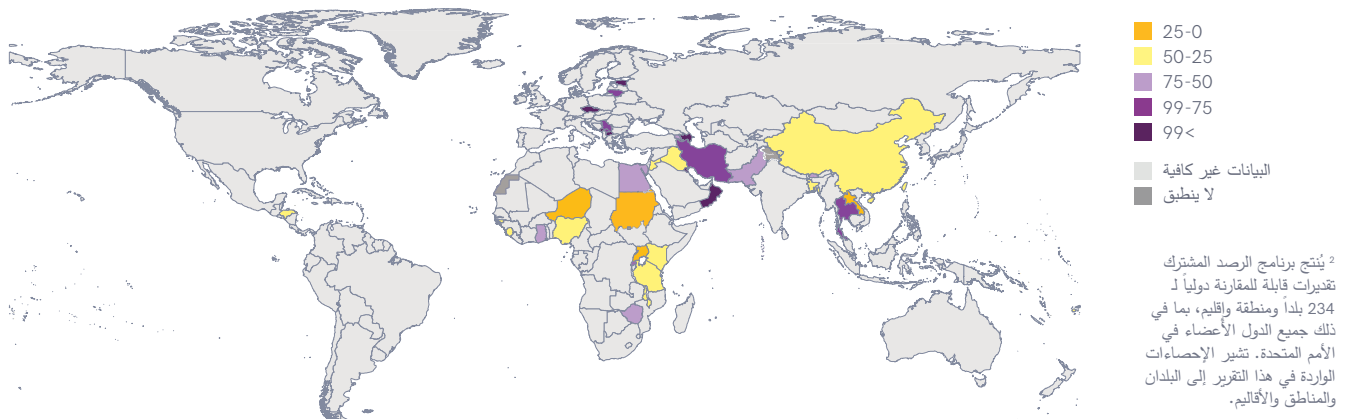 25-0
50-25
75-50
99-75
99<
البيانات غير كافية
لا ينطبق
² يُنتج برنامج الرصد المشترك
تقديرات قابلة للمقارنة دولياً لـ
234 بلداً ومنطقة وإقليم، بما في
ذلك جميع الدول الأعضاء في
الأمم المتحدة. تشير الإحصاءات
الواردة في هذا التقرير إلى البلدان
والمناطق والأقاليم.